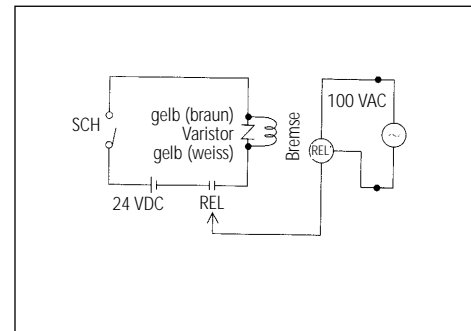 SCH
gelb (braun)
Varistor
gelb (weiss)
Bremse
100 VAC
REL
24 VDC
REL